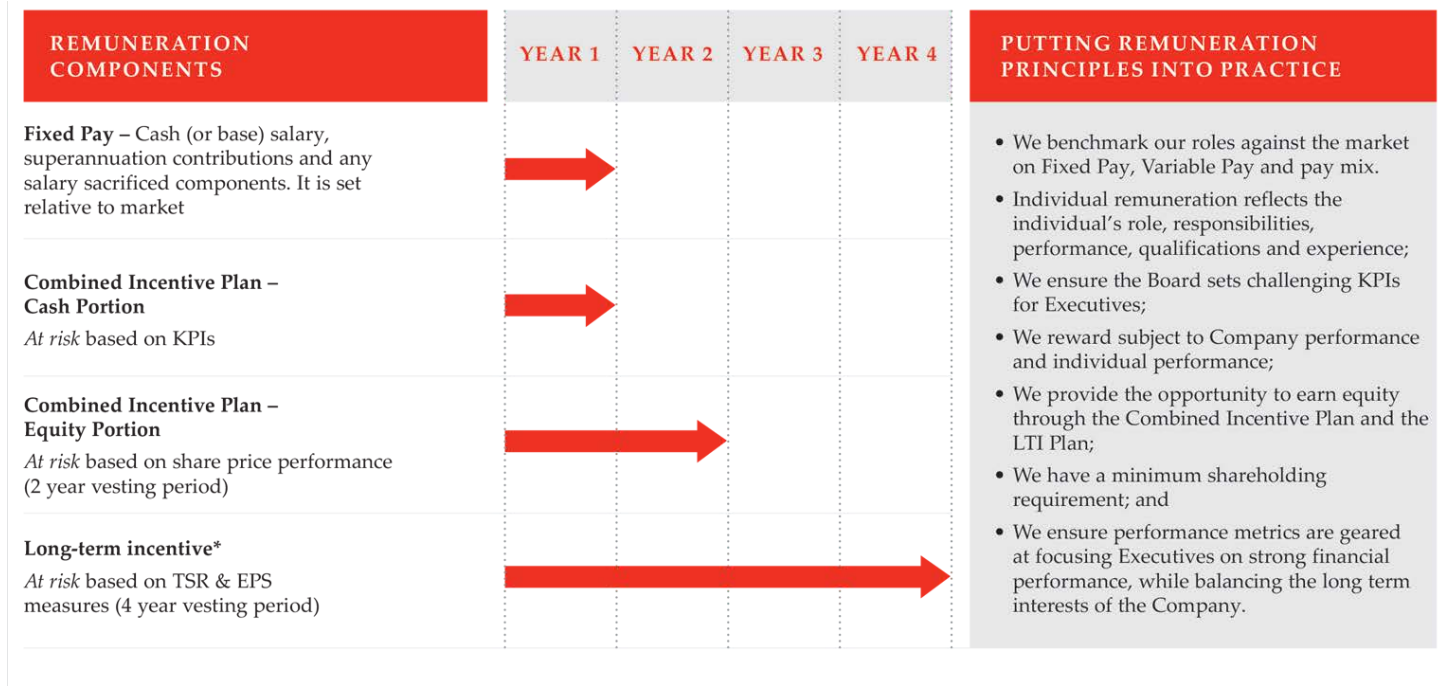 REMUNERATION
COMPONENTS
YEAR 1
YEAR 2
YEAR 3
YEAR 4
PUTTING REMUNERATION
PRINCIPLES INTO PRACTICE
Fixed Pay – Cash (or base) salary,
superannuation contributions and any
salary sacrificed components. It is set
relative to market
Combined Incentive Plan –
Cash Portion
At risk based on KPIs
Combined Incentive Plan –
Equity Portion
At risk based on share price performance
(2 year vesting period)
Long-term incentive*
At risk based on TSR & EPS
measures (4 year vesting period)
• We benchmark our roles against the market
on Fixed Pay, Variable Pay and pay mix.
• Individual remuneration reflects the
individual's role, responsibilities,
performance, qualifications and experience;
• We ensure the Board sets challenging KPIs
for Executives;
• We reward subject to Company performance
and individual performance;
• We provide the opportunity to earn equity
through the Combined Incentive Plan and the
LTI Plan;
• We have a minimum shareholding
requirement; and
• We ensure performance metrics are geared
at focusing Executives on strong financial
performance, while balancing the long term
interests of the Company.